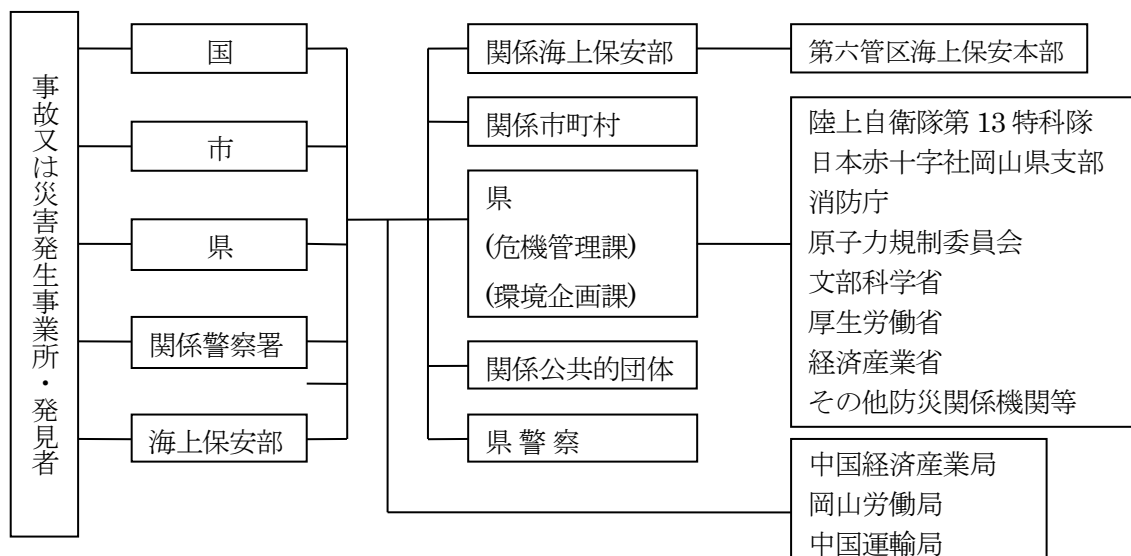 事故又は災害発生事業所・発見者
国
市
県
関係警察署
海上保安部
関係海上保安部
関係市町村
県
(危機管理課)
(環境企画課)
関係公共的団体
県 警 察
第六管区海上保安本部
陸上自衛隊第 13 特科隊
日本赤十字社岡山県支部
消防庁
原子力規制委員会
文部科学省
厚生労働省
経済産業省
その他防災関係機関等
中国経済産業局
岡山労働局
中国運輸局